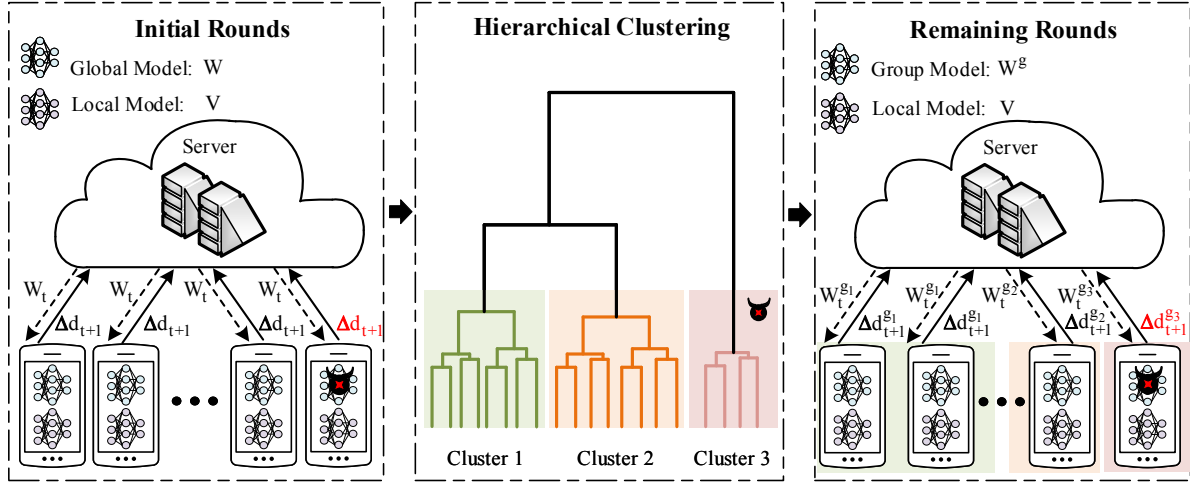 Initial Rounds
Global Model: W
Local Model: V
Server
W_t
W_t
W_t
W_t
Δd_{t+1}
Δd_{t+1}
Δd_{t+1}
Δd_{t+1}
Hierarchical Clustering
Cluster 1
Cluster 2
Cluster 3
Remaining Rounds
Group Model: W^g
Local Model: V
Server
W_t^{g_1}
W_t^{g_1}
W_t^{g_2}
W_t^{g_3}
Δd_{t+1}^{g_1}
Δd_{t+1}^{g_1}
Δd_{t+1}^{g_2}
Δd_{t+1}^{g_3}